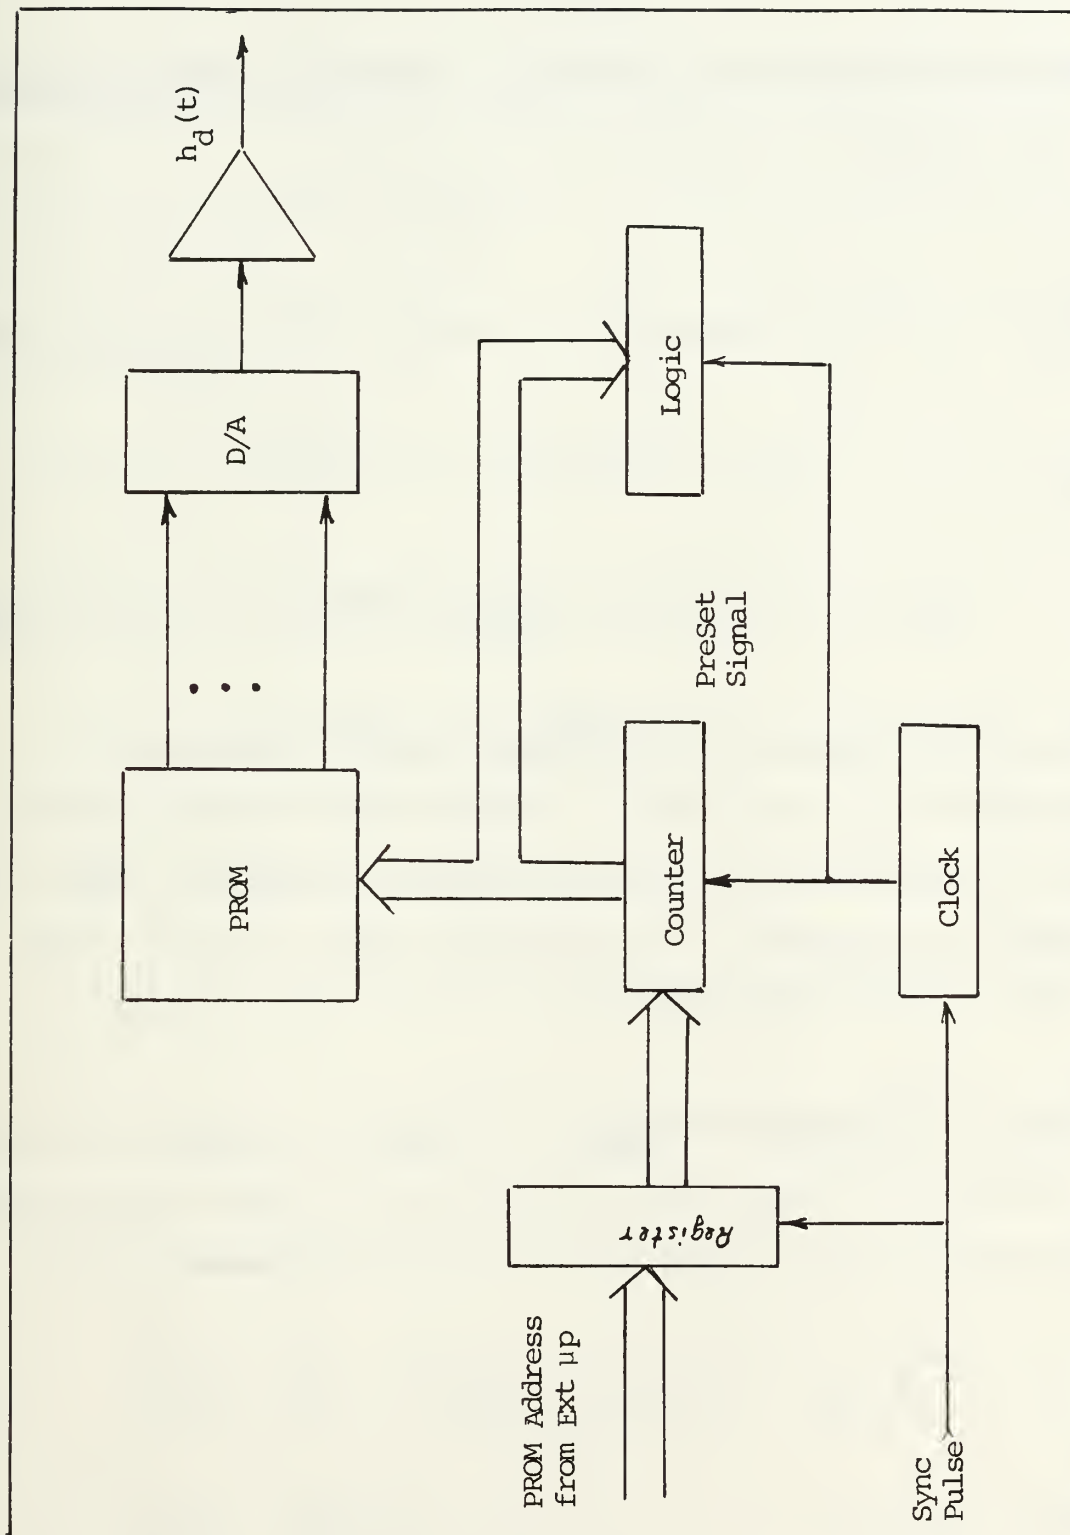 h_d(t)
D/A
PROM
Logic
PreSet
Signal
Counter
Clock
Register
PROM Address
from Ext µp
Sync
Pulse